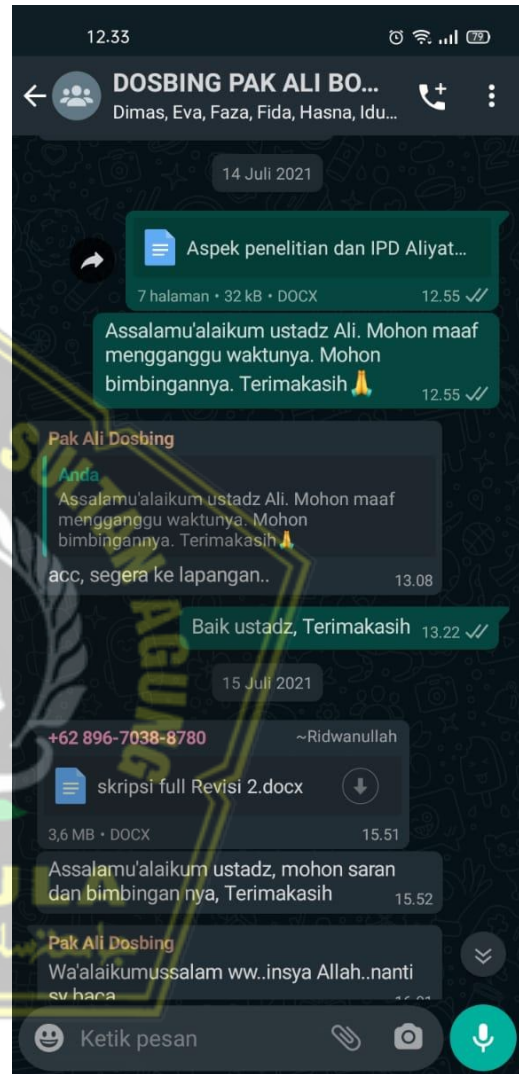 12.33
79
DOSBING PAK ALI BO...
Dimas, Eva, Faza, Fida, Hasna, Idu...
14 Juli 2021
Aspek penelitian dan IPD Aliyat...
7 halaman • 32 kB • DOCX 12.55
Assalamu'alaikum ustadz Ali. Mohon maaf
mengganggu waktunya. Mohon
bimbingannya. Terimakasih🙏 12.55
Pak Ali Dosbing
Anda
Assalamu'alaikum ustadz Ali. Mohon maaf
mengganggu waktunya. Mohon
bimbingannya. Terimakasih🙏
acc, segera ke lapangan.. 13.08
Baik ustadz, Terimakasih 13.22
15 Juli 2021
+62 896-7038-8780 ~Ridwanullah
skripsi full Revisi 2.docx
3,6 MB • DOCX 15.51
Assalamu'alaikum ustadz, mohon saran
dan bimbingan nya, Terimakasih 15.52
Pak Ali Dosbing
Wa'alaikumussalam ww..insya Allah..nanti
sy baca
Ketik pesan
SULTAN AGUNG